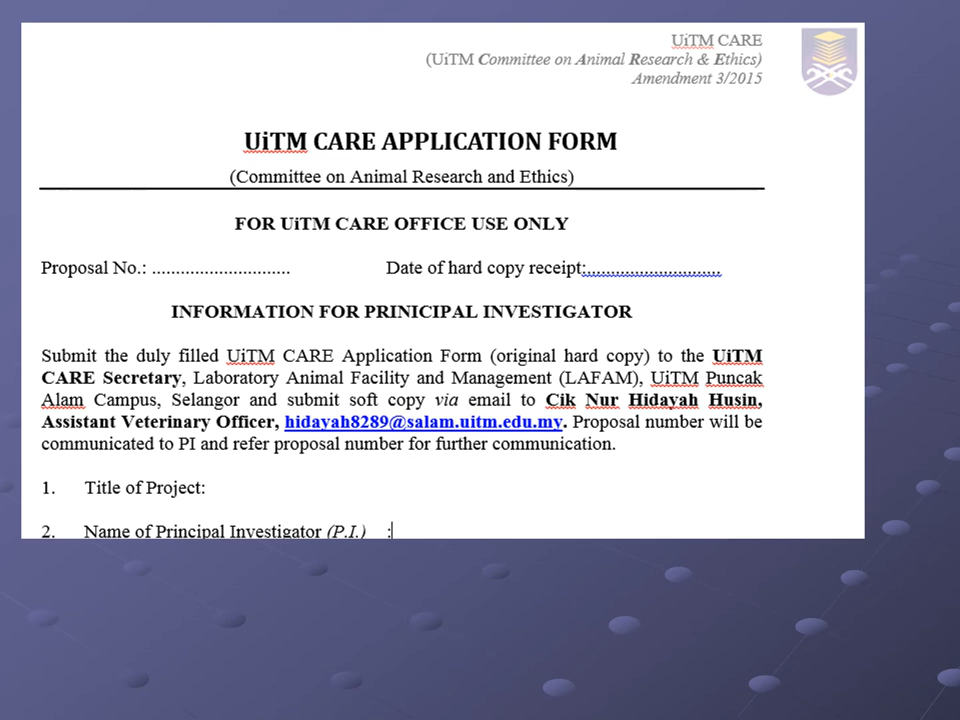 UiTM CARE
(UiTM Committee on Animal Research & Ethics)
Amendment 3/2015
UiTM CARE APPLICATION FORM
(Committee on Animal Research and Ethics)
FOR UiTM CARE OFFICE USE ONLY
Proposal No.: ............................. Date of hard copy receipt:............................
INFORMATION FOR PRINICIPAL INVESTIGATOR
Submit the duly filled UiTM CARE Application Form (original hard copy) to the UiTM
CARE Secretary, Laboratory Animal Facility and Management (LAFAM), UiTM Puncak
Alam Campus, Selangor and submit soft copy via email to Cik Nur Hidayah Husin,
Assistant Veterinary Officer, hidayah8289@salam.uitm.edu.my. Proposal number will be
communicated to PI and refer proposal number for further communication.
1. Title of Project:
2. Name of Principal Investigator (P.I.) :